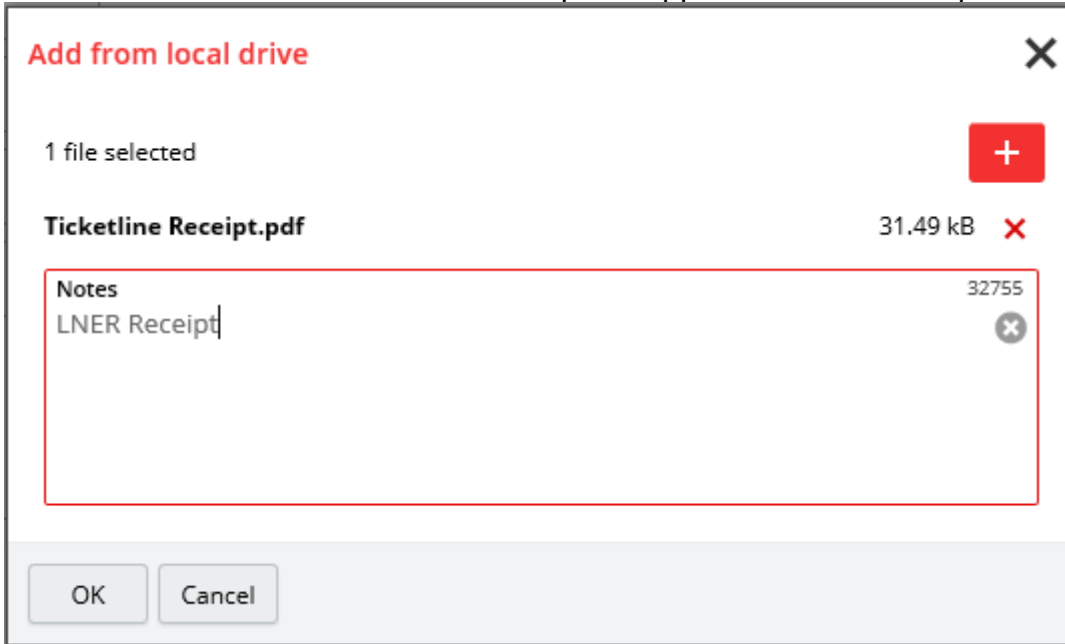 Add from local drive
1 file selected
Ticketline Receipt.pdf 31.49 kB
Notes 32755
LNER Receipt
OK Cancel